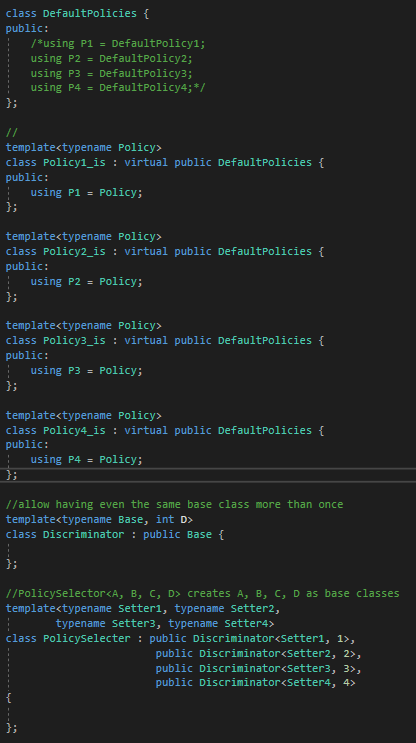 class DefaultPolicies {
public:
    /*using P1 = DefaultPolicy1;
    using P2 = DefaultPolicy2;
    using P3 = DefaultPolicy3;
    using P4 = DefaultPolicy4;*/
};
//
template<typename Policy>
class Policy1_is : virtual public DefaultPolicies {
public:
    using P1 = Policy;
};
template<typename Policy>
class Policy2_is : virtual public DefaultPolicies {
public:
    using P2 = Policy;
};
template<typename Policy>
class Policy3_is : virtual public DefaultPolicies {
public:
    using P3 = Policy;
};
template<typename Policy>
class Policy4_is : virtual public DefaultPolicies {
public:
    using P4 = Policy;
};
//allow having even the same base class more than once
template<typename Base, int D>
class Discriminator : public Base {
};
//PolicySelector<A, B, C, D> creates A, B, C, D as base classes
template<typename Setter1, typename Setter2,
        typename Setter3, typename Setter4>
class PolicySelecter : public Discriminator<Setter1, 1>,
                       public Discriminator<Setter2, 2>,
                       public Discriminator<Setter3, 3>,
                       public Discriminator<Setter4, 4>
{
};